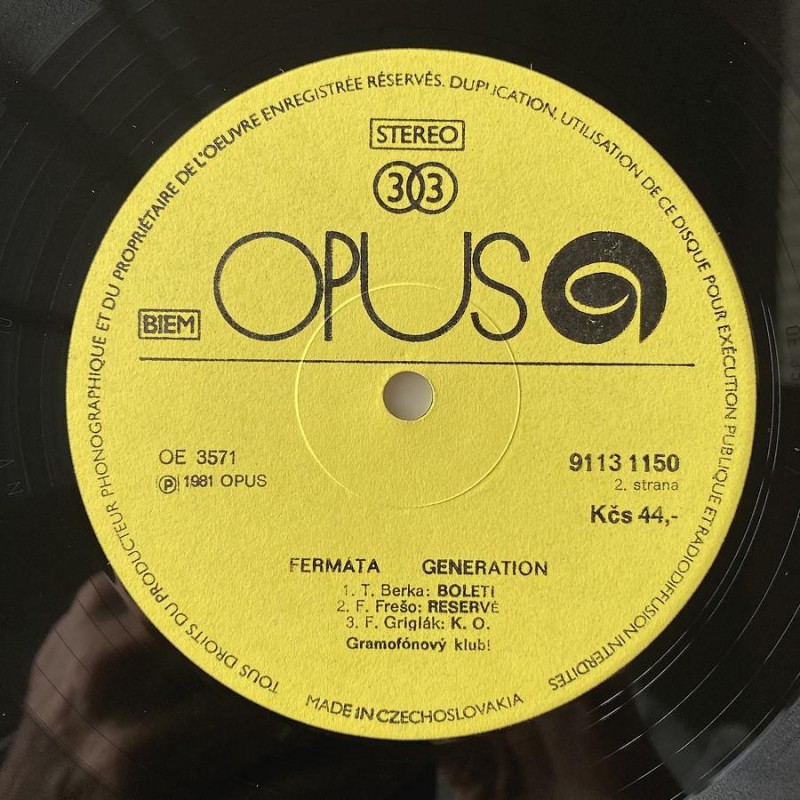 TOUS DROITS DU PRODUCTEUR PHONOGRAPHIQUE ET DU PROPRIÉTAIRE DE L'OEUVRE ENREGISTRÉE RÉSERVÉS. DUPLICATION, UTILISATION DE CE DISQUE POUR EXÉCUTION PUBLIQUE ET RADIODIFFUSION INTERDITES
STEREO
33
OPUS
BIEM
OE 3571
Ⓟ 1981 OPUS
9113 1150
2. strana
Kčs 44,-
FERMATA GENERATION
1. T. Berka: BOLETI
2. F. Frešo: RESERVÉ
3. F. Griglák: K. O.
Gramofónový klub!
MADE IN CZECHOSLOVAKIA